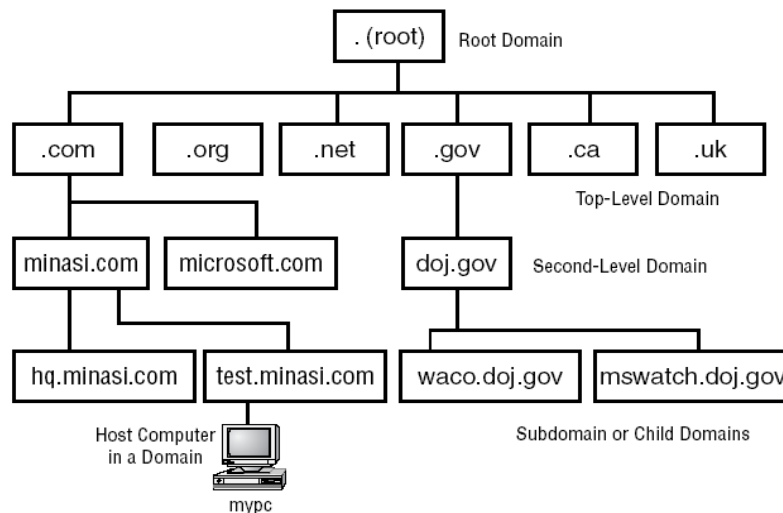 . (root)
Root Domain
.com
.org
.net
.gov
.ca
.uk
Top-Level Domain
minasi.com
microsoft.com
doj.gov
Second-Level Domain
hq.minasi.com
test.minasi.com
waco.doj.gov
mswatch.doj.gov
Host Computer
in a Domain
Subdomain or Child Domains
mypc